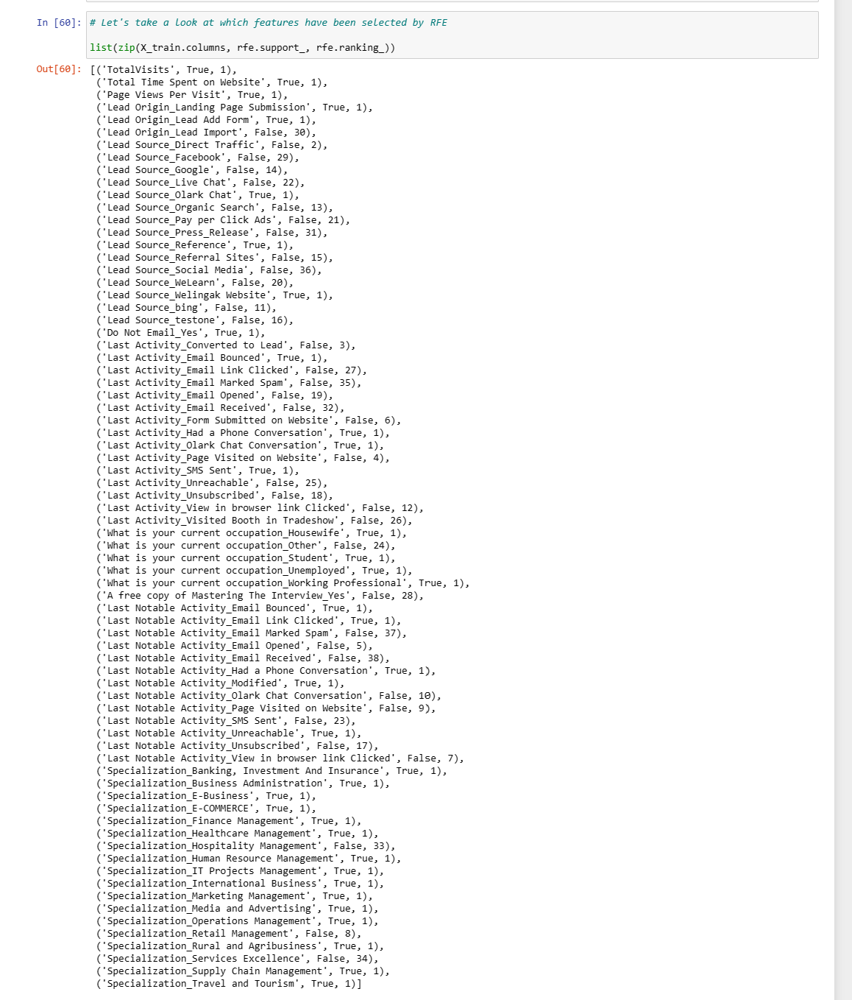 In [60]: # Let's take a look at which features have been selected by RFE
list(zip(X_train.columns, rfe.support_, rfe.ranking_))
Out[60]: [('TotalVisits', True, 1),
('Total Time Spent on Website', True, 1),
('Page Views Per Visit', True, 1),
('Lead Origin_Landing Page Submission', True, 1),
('Lead Origin_Lead Add Form', True, 1),
('Lead Origin_Lead Import', False, 30),
('Lead Source_Direct Traffic', False, 2),
('Lead Source_Facebook', False, 29),
('Lead Source_Google', False, 14),
('Lead Source_Live Chat', False, 22),
('Lead Source_Olark Chat', True, 1),
('Lead Source_Organic Search', False, 13),
('Lead Source_Pay per Click Ads', False, 21),
('Lead Source_Press_Release', False, 31),
('Lead Source_Reference', True, 1),
('Lead Source_Referral Sites', False, 15),
('Lead Source_Social Media', False, 36),
('Lead Source_WeLearn', False, 20),
('Lead Source_Welingak Website', True, 1),
('Lead Source_bing', False, 11),
('Lead Source_testone', False, 16),
('Do Not Email_Yes', True, 1),
('Last Activity_Converted to Lead', False, 3),
('Last Activity_Email Bounced', True, 1),
('Last Activity_Email Link Clicked', False, 27),
('Last Activity_Email Marked Spam', False, 35),
('Last Activity_Email Opened', False, 19),
('Last Activity_Email Received', False, 32),
('Last Activity_Form Submitted on Website', False, 6),
('Last Activity_Had a Phone Conversation', True, 1),
('Last Activity_Olark Chat Conversation', True, 1),
('Last Activity_Page Visited on Website', False, 4),
('Last Activity_SMS Sent', True, 1),
('Last Activity_Unreachable', False, 25),
('Last Activity_Unsubscribed', False, 18),
('Last Activity_View in browser link Clicked', False, 12),
('Last Activity_Visited Booth in Tradeshow', False, 26),
('What is your current occupation_Housewife', True, 1),
('What is your current occupation_Other', False, 24),
('What is your current occupation_Student', True, 1),
('What is your current occupation_Unemployed', True, 1),
('What is your current occupation_Working Professional', True, 1),
('A free copy of Mastering The Interview_Yes', False, 28),
('Last Notable Activity_Email Bounced', True, 1),
('Last Notable Activity_Email Link Clicked', True, 1),
('Last Notable Activity_Email Marked Spam', False, 37),
('Last Notable Activity_Email Opened', False, 5),
('Last Notable Activity_Email Received', False, 38),
('Last Notable Activity_Had a Phone Conversation', True, 1),
('Last Notable Activity_Modified', True, 1),
('Last Notable Activity_Olark Chat Conversation', False, 10),
('Last Notable Activity_Page Visited on Website', False, 9),
('Last Notable Activity_SMS Sent', False, 23),
('Last Notable Activity_Unreachable', True, 1),
('Last Notable Activity_Unsubscribed', False, 17),
('Last Notable Activity_View in browser link Clicked', False, 7),
('Specialization_Banking, Investment And Insurance', True, 1),
('Specialization_Business Administration', True, 1),
('Specialization_E-Business', True, 1),
('Specialization_E-COMMERCE', True, 1),
('Specialization_Finance Management', True, 1),
('Specialization_Healthcare Management', True, 1),
('Specialization_Hospitality Management', False, 33),
('Specialization_Human Resource Management', True, 1),
('Specialization_IT Projects Management', True, 1),
('Specialization_International Business', True, 1),
('Specialization_Marketing Management', True, 1),
('Specialization_Media and Advertising', True, 1),
('Specialization_Operations Management', True, 1),
('Specialization_Retail Management', False, 8),
('Specialization_Rural and Agribusiness', True, 1),
('Specialization_Services Excellence', False, 34),
('Specialization_Supply Chain Management', True, 1),
('Specialization_Travel and Tourism', True, 1)]